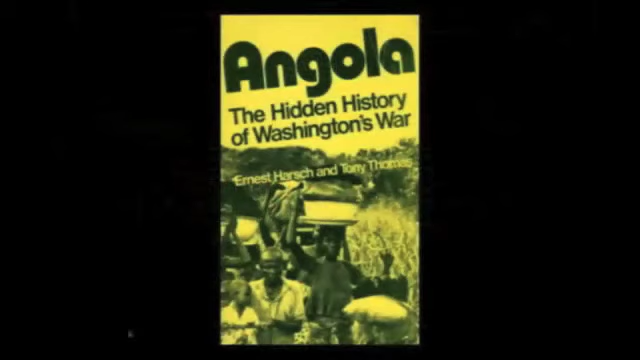 Angola
The Hidden History
of Washington's War
Ernest Harsch and Tony Thomas